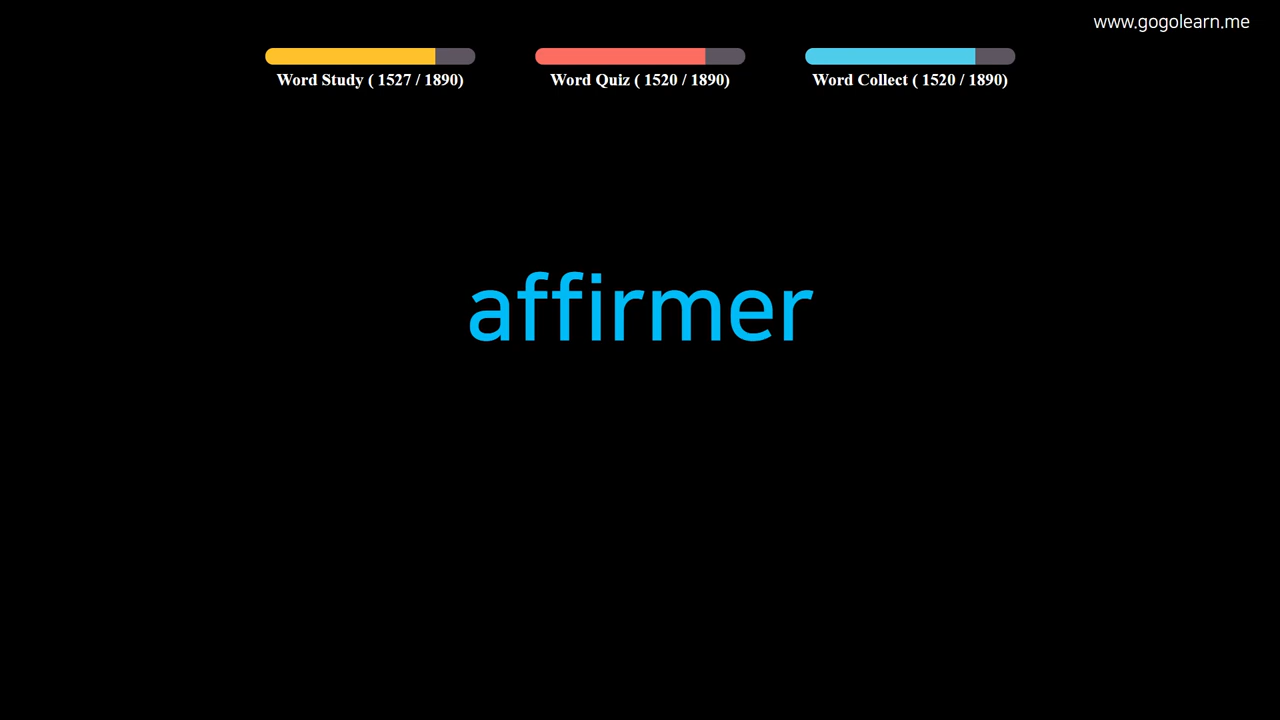 www.gogolearn.me
Word Study ( 1527 / 1890)
Word Quiz ( 1520 / 1890)
Word Collect ( 1520 / 1890)
affirmer